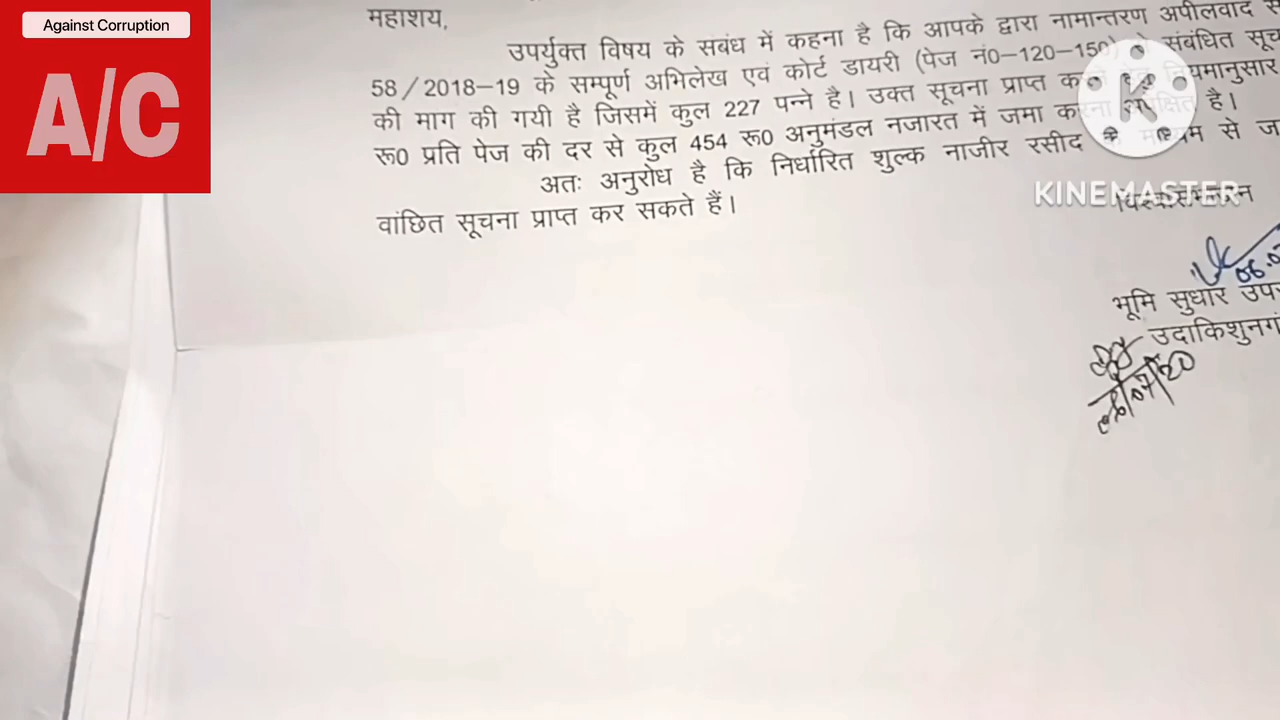 Against Corruption
A/C
महाशय,
उपर्युक्त विषय के संबंध में कहना है कि आपके द्वारा नामान्तरण अपीलवाद
58/2018-19 के सम्पूर्ण अभिलेख एवं कोर्ट डायरी (पेज नं0-120-150) संबंधित
की माग की गयी है जिसमें कुल 227 पन्ने है। उक्त सूचना प्राप्त
रू0 प्रति पेज की दर से कुल 454 रू0 अनुमंडल नजारत में जमा है।
अतः अनुरोध है कि निर्धारित शुल्क नाजीर रसीद से
वांछित सूचना प्राप्त कर सकते हैं।
KINEMASTER
भूमि सुधार